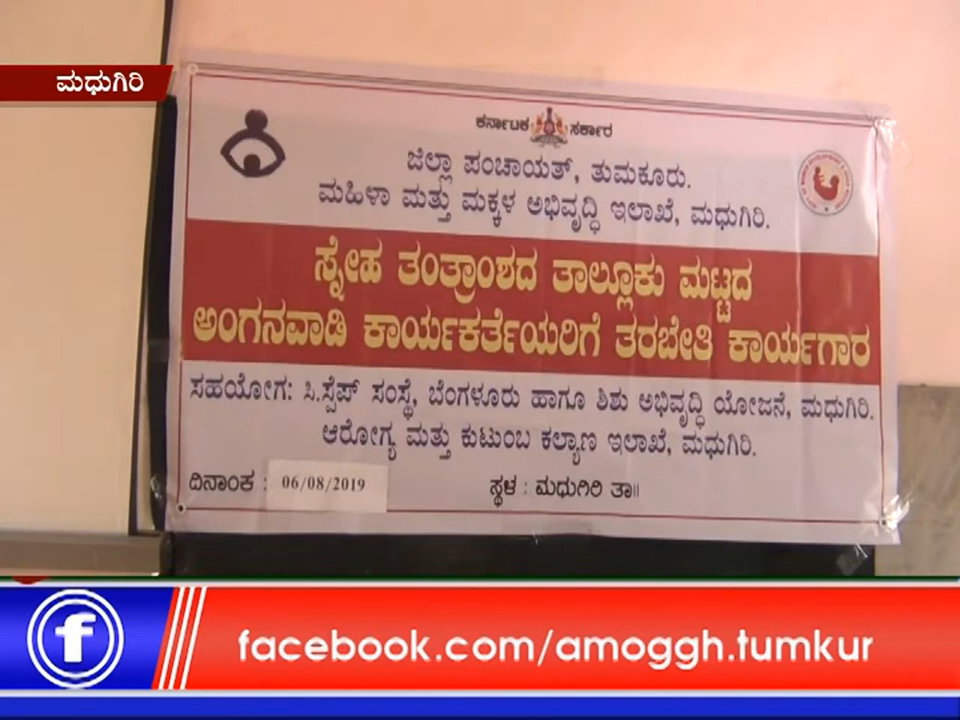 ಮಧುಗಿರಿ
ಕರ್ನಾಟಕ ಸರ್ಕಾರ
ಜಿಲ್ಲಾ ಪಂಚಾಯತ್, ತುಮಕೂರು.
ಮಹಿಳಾ ಮತ್ತು ಮಕ್ಕಳ ಅಭಿವೃದ್ಧಿ ಇಲಾಖೆ, ಮಧುಗಿರಿ.
ಸ್ನೇಹ ತಂತ್ರಾಂಶದ ತಾಲ್ಲೂಕು ಮಟ್ಟದ
ಅಂಗನವಾಡಿ ಕಾರ್ಯಕರ್ತೆಯರಿಗೆ ತರಬೇತಿ ಕಾರ್ಯಗಾರ
ಸಹಯೋಗ: ಸಿ.ಸ್ಟೆಪ್ ಸಂಸ್ಥೆ, ಬೆಂಗಳೂರು ಹಾಗೂ ಶಿಶು ಅಭಿವೃದ್ಧಿ ಯೋಜನೆ, ಮಧುಗಿರಿ.
ಆರೋಗ್ಯ ಮತ್ತು ಕುಟುಂಬ ಕಲ್ಯಾಣ ಇಲಾಖೆ, ಮಧುಗಿರಿ.
ದಿನಾಂಕ : 06/08/2019 ಸ್ಥಳ : ಮಧುಗಿರಿ ತಾ॥
facebook.com/amoggh.tumkur